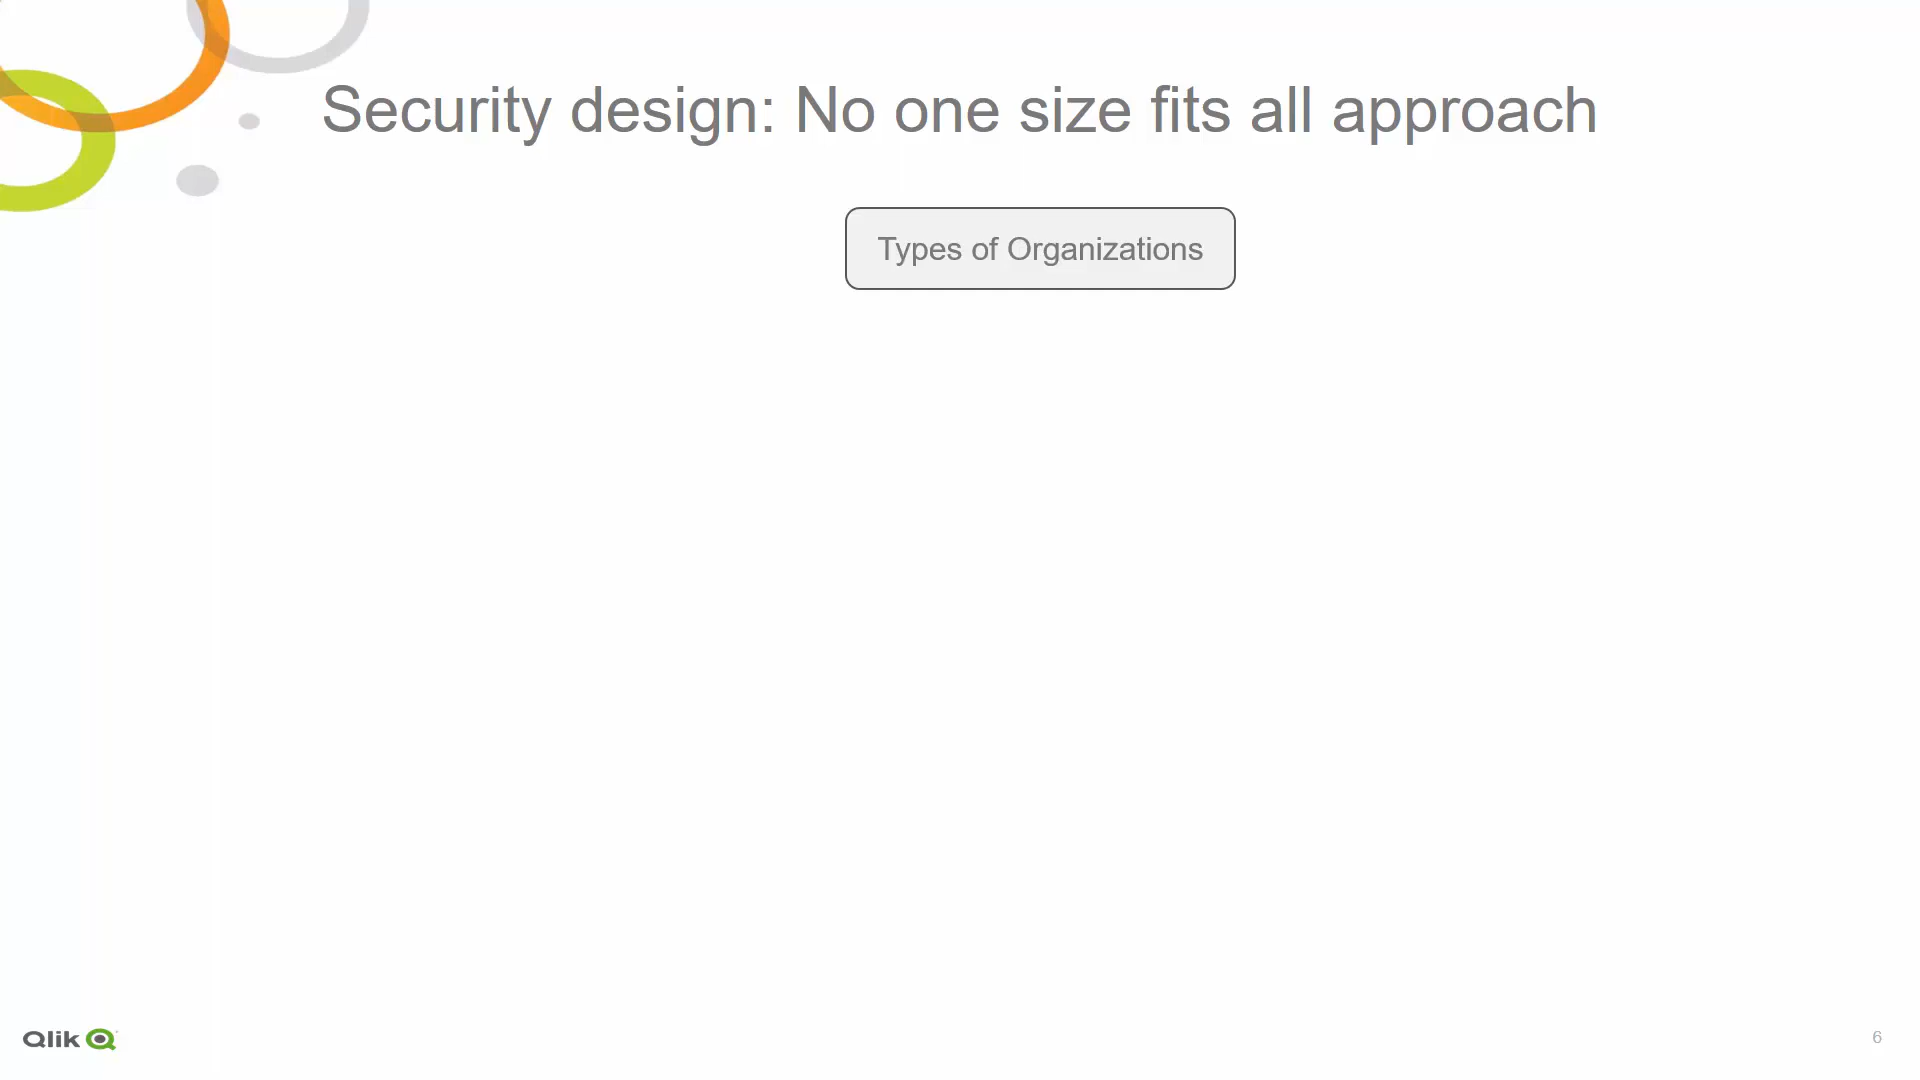 Security design: No one size fits all approach
Types of Organizations
Qlik
6